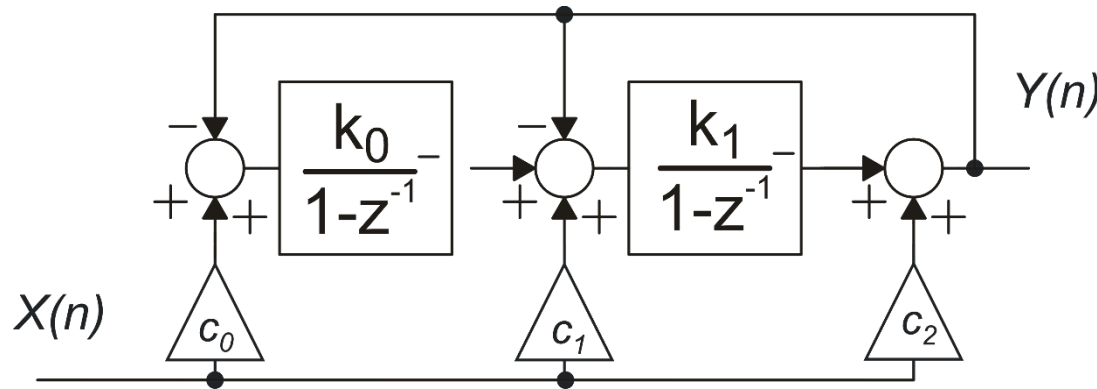 Y(n)
k₀
1-z⁻¹
k₁
1-z⁻¹
− − − −
+ + + + + +
X(n)
c₀
c₁
c₂